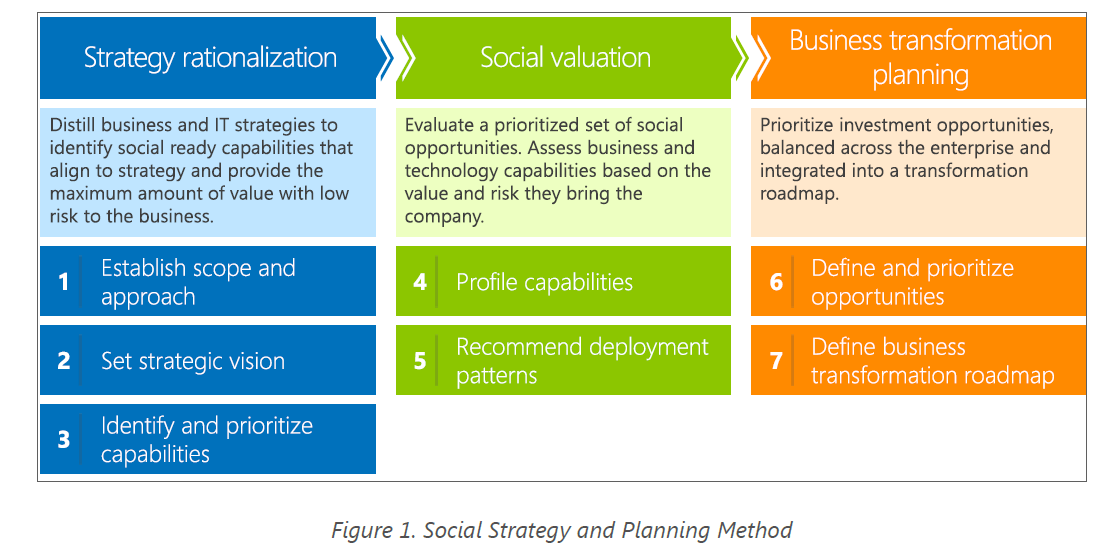 Strategy rationalization
Social valuation
Business transformation
planning
Distill business and IT strategies to
identify social ready capabilities that
align to strategy and provide the
maximum amount of value with low
risk to the business.
Evaluate a prioritized set of social
opportunities. Assess business and
technology capabilities based on the
value and risk they bring the
company.
Prioritize investment opportunities,
balanced across the enterprise and
integrated into a transformation
roadmap.
1 Establish scope and
approach
2 Set strategic vision
3 Identify and prioritize
capabilities
4 Profile capabilities
5 Recommend deployment
patterns
6 Define and prioritize
opportunities
7 Define business
transformation roadmap
Figure 1. Social Strategy and Planning Method